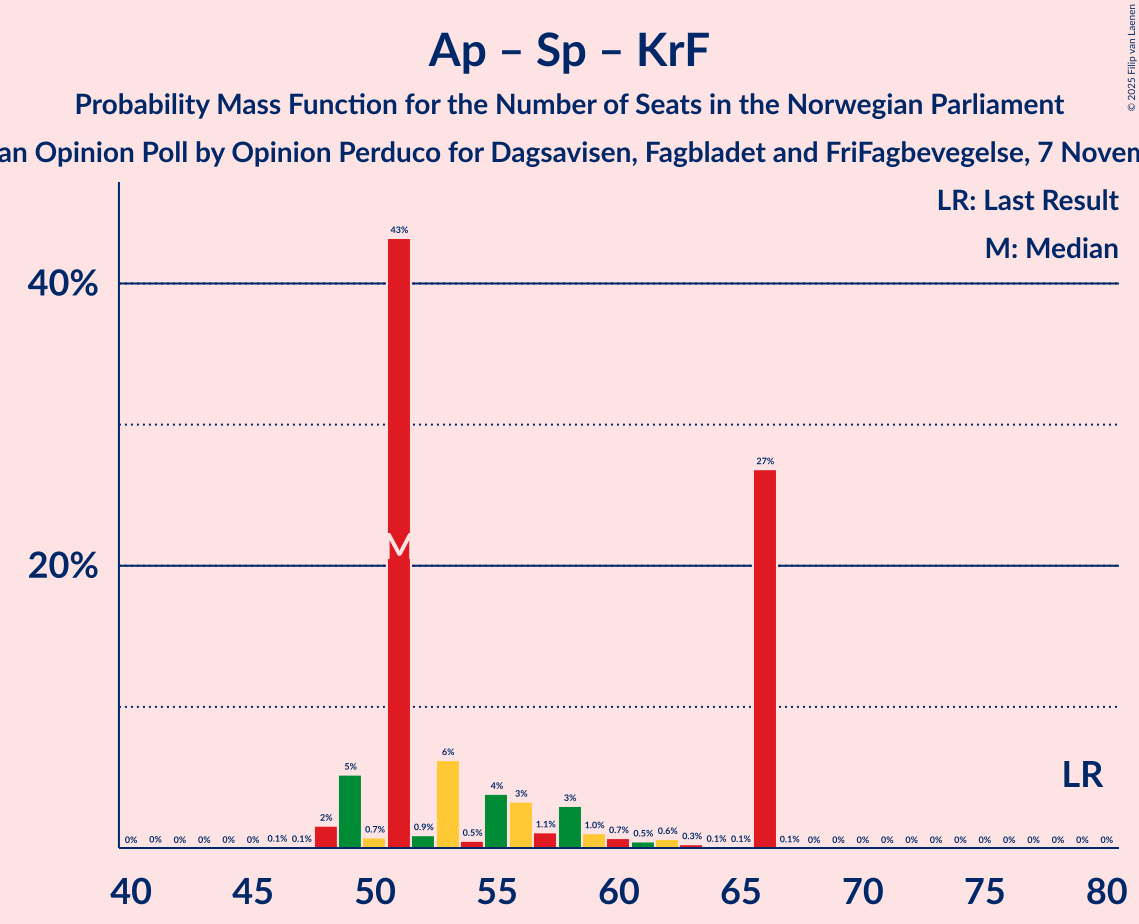 Ap – Sp – KrF
Probability Mass Function for the Number of Seats in the Norwegian Parliament
an Opinion Poll by Opinion Perduco for Dagsavisen, Fagbladet and FriFagbevegelse, 7 Novem
© 2025 Filip van Laenen
LR: Last Result
M: Median
40%
20%
0% 0% 0% 0% 0% 0% 0.1% 0.1% 2% 5% 0.7% 43% 0.9% 6% 0.5% 4% 3% 1.1% 3% 1.0% 0.7% 0.5% 0.6% 0.3% 0.1% 0.1% 27% 0.1% 0% 0% 0% 0% 0% 0% 0% 0% 0% 0% 0% 0% 0%
M
LR
40 45 50 55 60 65 70 75 80